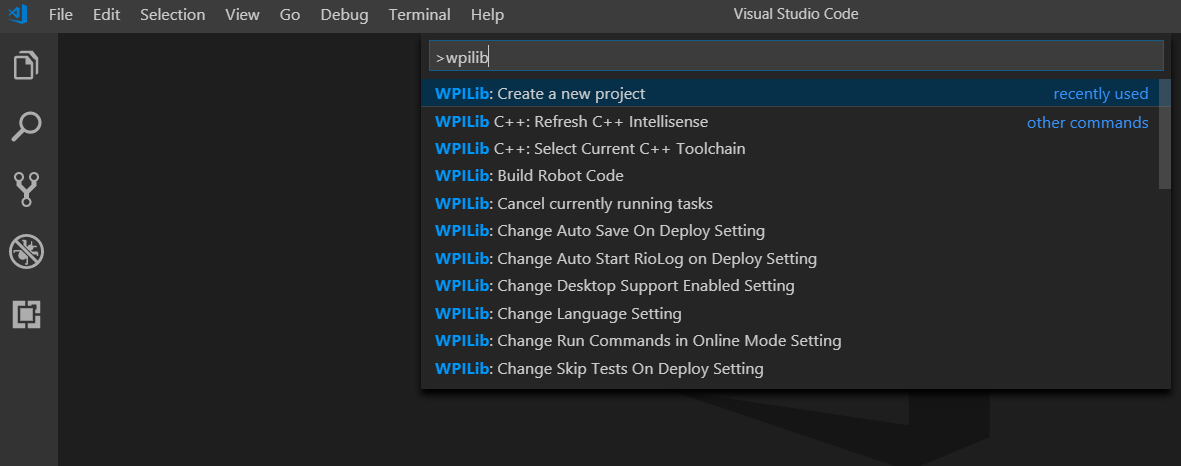 File Edit Selection View Go Debug Terminal Help Visual Studio Code
>wpilib
WPILib: Create a new project recently used
WPILib C++: Refresh C++ Intellisense other commands
WPILib C++: Select Current C++ Toolchain
WPILib: Build Robot Code
WPILib: Cancel currently running tasks
WPILib: Change Auto Save On Deploy Setting
WPILib: Change Auto Start RioLog on Deploy Setting
WPILib: Change Desktop Support Enabled Setting
WPILib: Change Language Setting
WPILib: Change Run Commands in Online Mode Setting
WPILib: Change Skip Tests On Deploy Setting